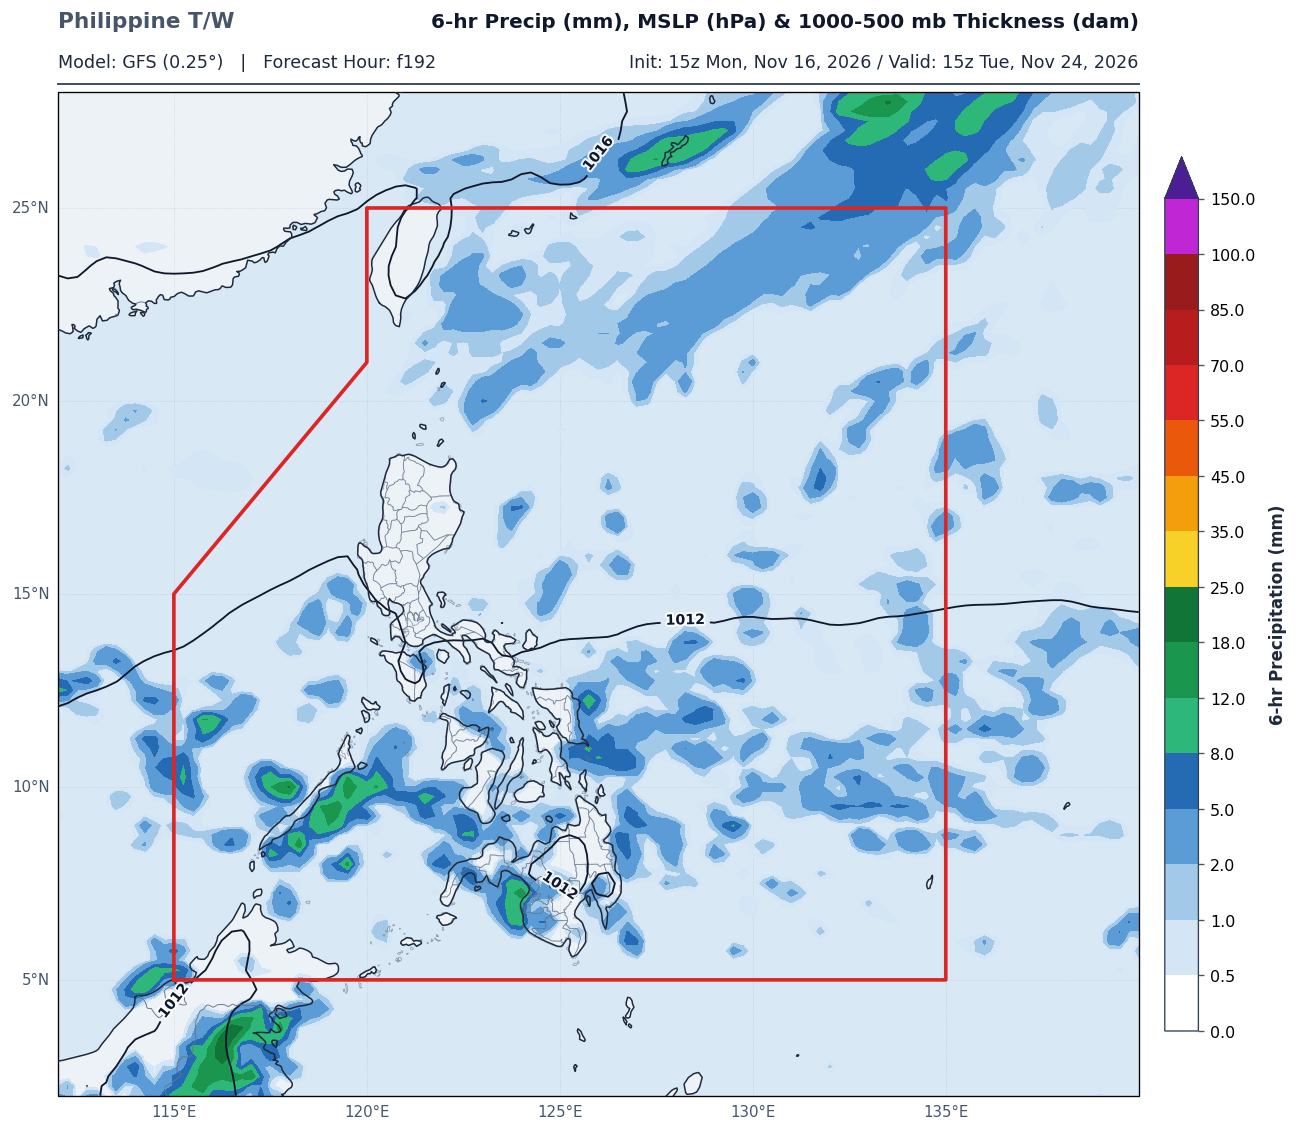 Philippine T/W
6-hr Precip (mm), MSLP (hPa) & 1000-500 mb Thickness (dam)
Model: GFS (0.25°) | Forecast Hour: f192
Init: 15z Mon, Nov 16, 2026 / Valid: 15z Tue, Nov 24, 2026
1016
25°N
20°N
15°N
10°N
5°N
1012
1012
1012
115°E
120°E
125°E
130°E
135°E
150.0
100.0
85.0
70.0
55.0
45.0
35.0
25.0
18.0
12.0
8.0
5.0
2.0
1.0
0.5
0.0
6-hr Precipitation (mm)